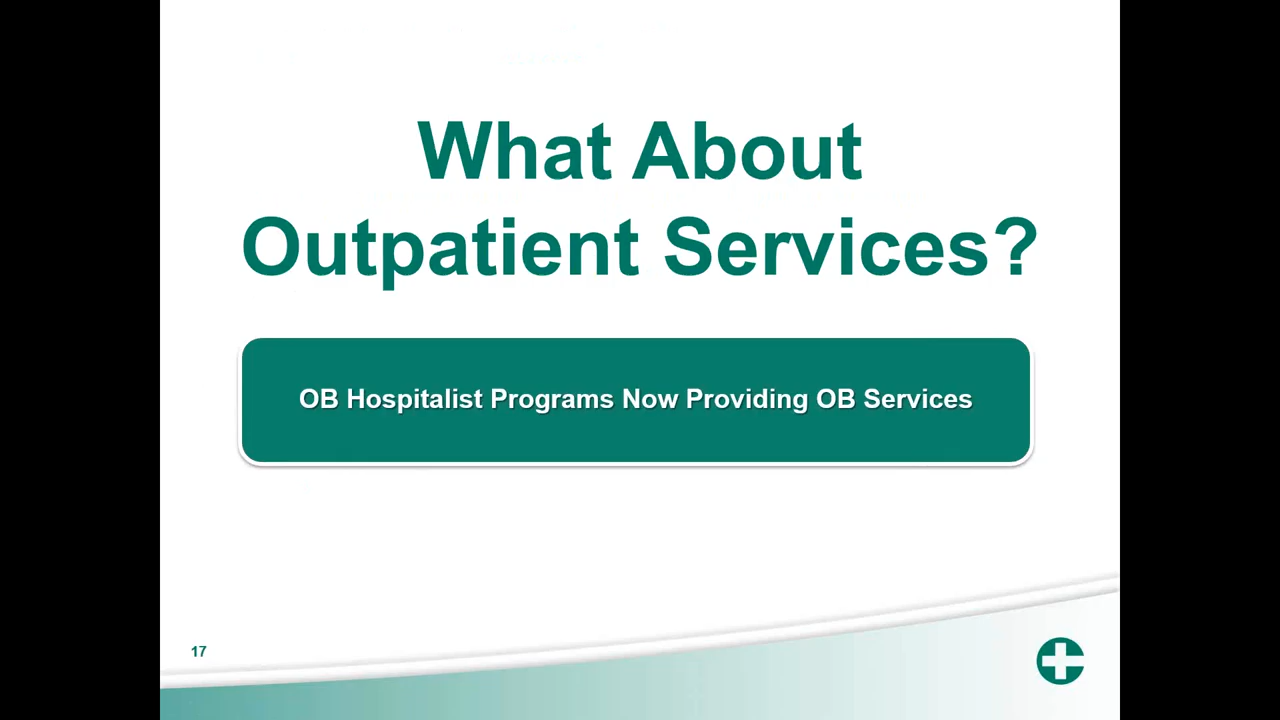 What About
Outpatient Services?
OB Hospitalist Programs Now Providing OB Services
17